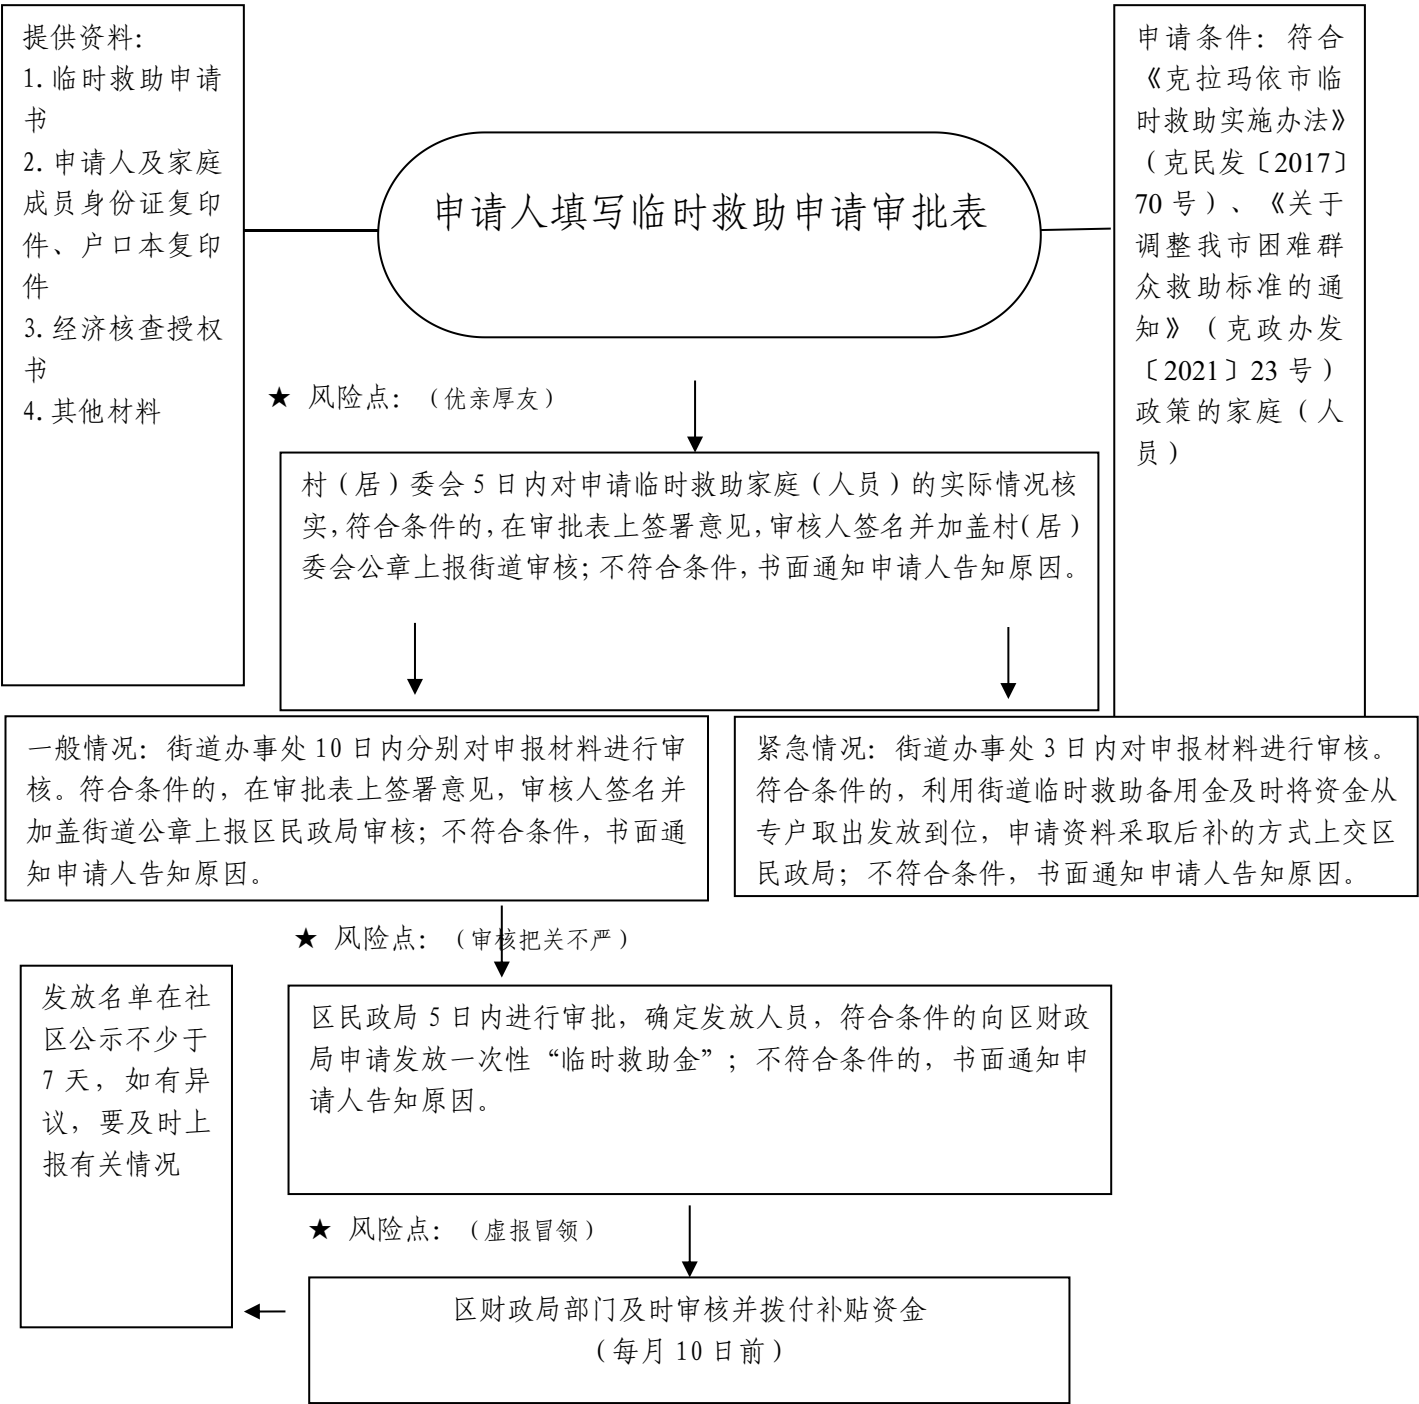 提供资料：
1.临时救助申请
书
2.申请人及家庭
成员身份证复印
件、户口本复印
件
3.经济核查授权
书
4.其他材料
申请人填写临时救助申请审批表
申请条件：符合
《克拉玛依市临
时救助实施办法》
（克民发〔2017〕
70号）、《关于
调整我市困难群
众救助标准的通
知》（克政办发
〔2021〕23号）
政策的家庭（人
员）
★ 风险点：（优亲厚友）
村（居）委会5日内对申请临时救助家庭（人员）的实际情况核
实，符合条件的，在审批表上签署意见，审核人签名并加盖村（居）
委会公章上报街道审核；不符合条件，书面通知申请人告知原因。
一般情况：街道办事处10日内分别对申报材料进行审
核。符合条件的，在审批表上签署意见，审核人签名并
加盖街道公章上报区民政局审核；不符合条件，书面通
知申请人告知原因。
紧急情况：街道办事处3日内对申报材料进行审核。
符合条件的，利用街道临时救助备用金及时将资金从
专户取出发放到位，申请资料采取后补的方式上交区
民政局；不符合条件，书面通知申请人告知原因。
★ 风险点：（审核把关不严）
发放名单在社
区公示不少于
7天，如有异
议，要及时上
报有关情况
区民政局5日内进行审批，确定发放人员，符合条件的向区财政
局申请发放一次性“临时救助金”；不符合条件的，书面通知申
请人告知原因。
★ 风险点：（虚报冒领）
区财政局部门及时审核并拨付补贴资金
（每月10日前）